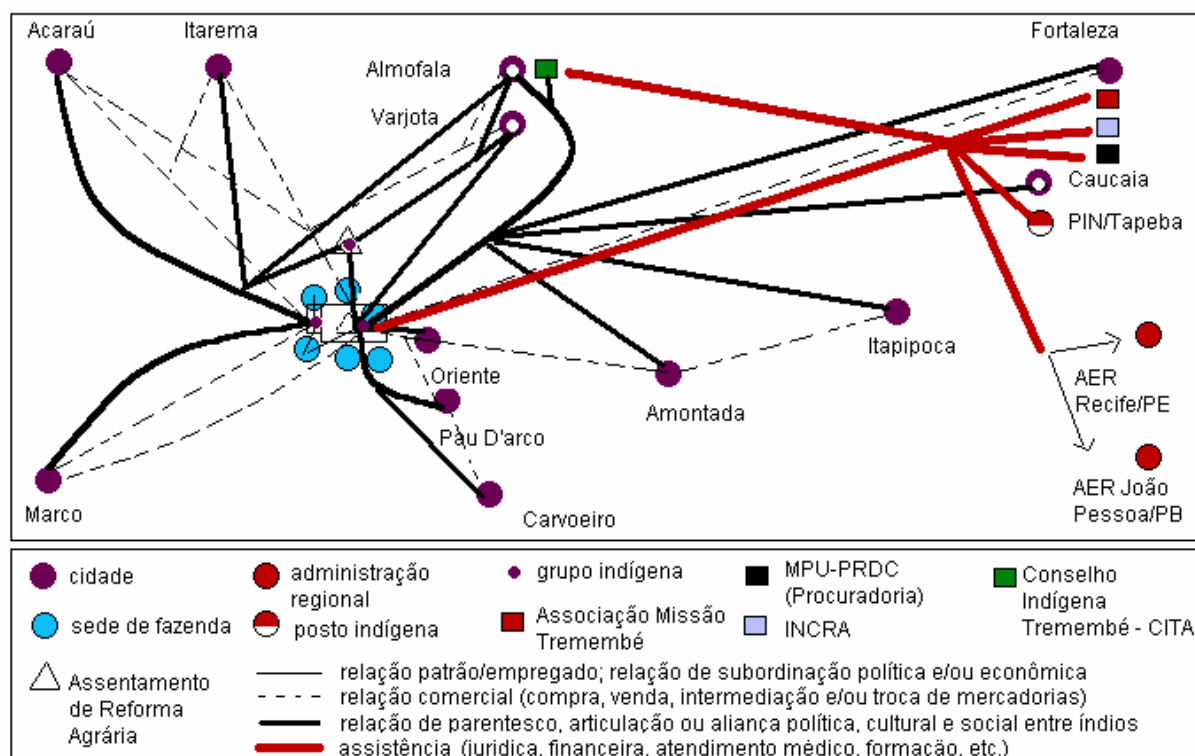 Acaraú
Itarema
Fortaleza
Almofala
Varjota
Caucaia
PIN/Tapeba
Itapipoca
Oriente
AER
Recife/PE
Amontada
Pau D'arco
AER João
Pessoa/PB
Marco
Carvoeiro
cidade
administração
regional
grupo indígena
MPU-PRDC
(Procuradoria)
Conselho
Indígena
Tremembé - CITA
sede de fazenda
posto indígena
Associação Missão
Tremembé
INCRA
Assentamento
de Reforma
Agrária
relação patrão/empregado; relação de subordinação política e/ou econômica
relação comercial (compra, venda, intermediação e/ou troca de mercadorias)
relação de parentesco, articulação ou aliança política, cultural e social entre índios
assistência (jurídica, financeira, atendimento médico, formação, etc.)